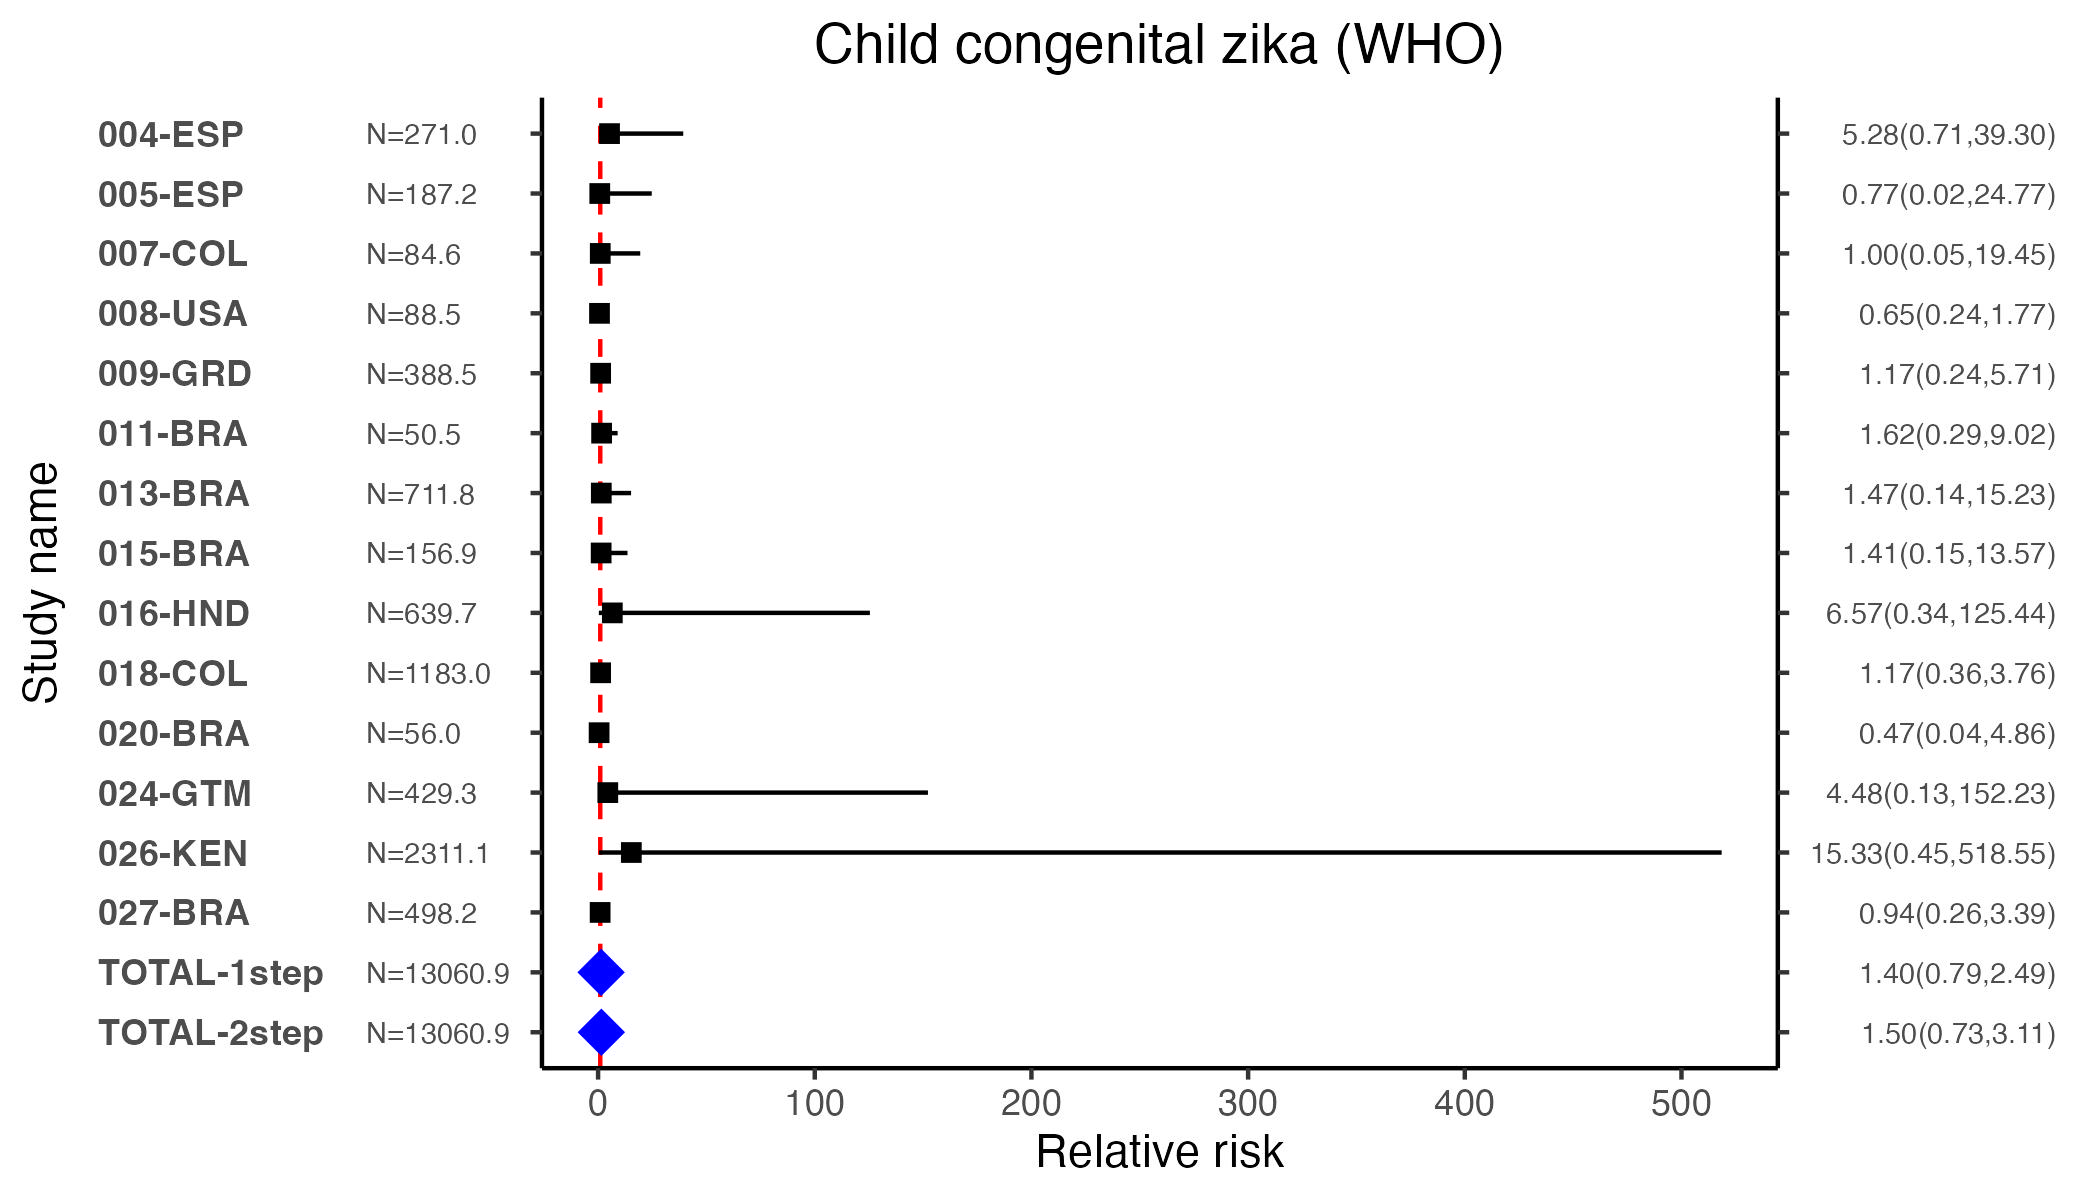 Child congenital zika (WHO)
Study name
004-ESP N=271.0 5.28(0.71,39.30)
005-ESP N=187.2 0.77(0.02,24.77)
007-COL N=84.6 1.00(0.05,19.45)
008-USA N=88.5 0.65(0.24,1.77)
009-GRD N=388.5 1.17(0.24,5.71)
011-BRA N=50.5 1.62(0.29,9.02)
013-BRA N=711.8 1.47(0.14,15.23)
015-BRA N=156.9 1.41(0.15,13.57)
016-HND N=639.7 6.57(0.34,125.44)
018-COL N=1183.0 1.17(0.36,3.76)
020-BRA N=56.0 0.47(0.04,4.86)
024-GTM N=429.3 4.48(0.13,152.23)
026-KEN N=2311.1 15.33(0.45,518.55)
027-BRA N=498.2 0.94(0.26,3.39)
TOTAL-1step N=13060.9 1.40(0.79,2.49)
TOTAL-2step N=13060.9 1.50(0.73,3.11)
0 100 200 300 400 500
Relative risk